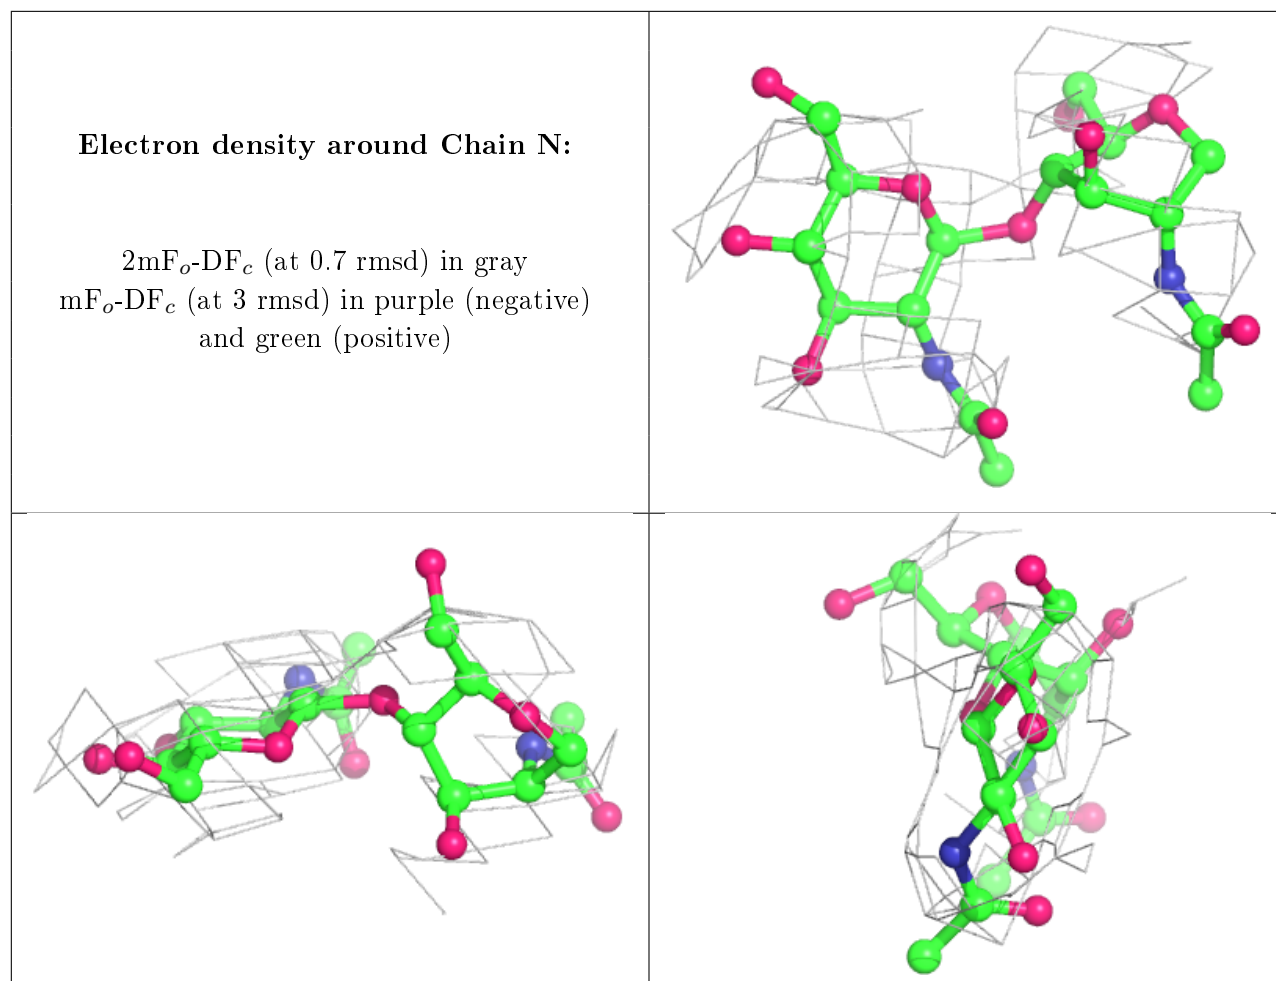 Electron density around Chain N:
2mFo-DFc (at 0.7 rmsd) in gray
mFo-DFc (at 3 rmsd) in purple (negative)
and green (positive)